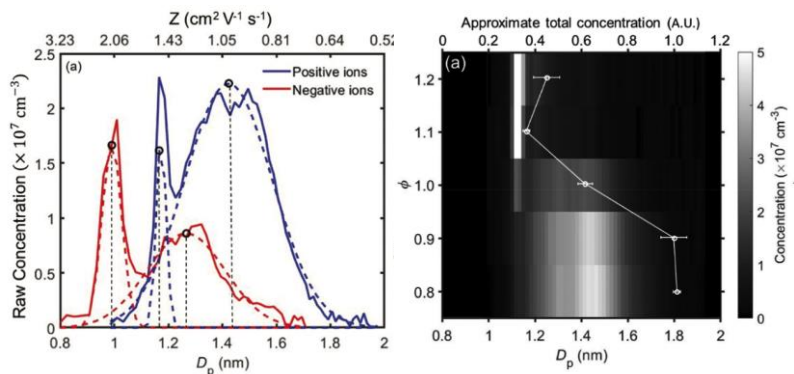 Z (cm² V⁻¹ s⁻¹)
3.23 2.06 1.43 1.05 0.81 0.64 0.52
(a)
Positive ions
Negative ions
Raw Concentration (× 10⁷ cm⁻³)
2.5
2
1.5
1
0.5
0
0.8 1 1.2 1.4 1.6 1.8 2
Dₚ (nm)
Approximate total concentration (A.U.)
0 0.2 0.4 0.6 0.8 1.0 1.2
(a)
ϕ
1.2
1.1
1.0
0.9
0.8
0.8 1 1.2 1.4 1.6 1.8 2
Dₚ (nm)
5
4
3
2
1
0
Concentration (×10⁷ cm⁻³)